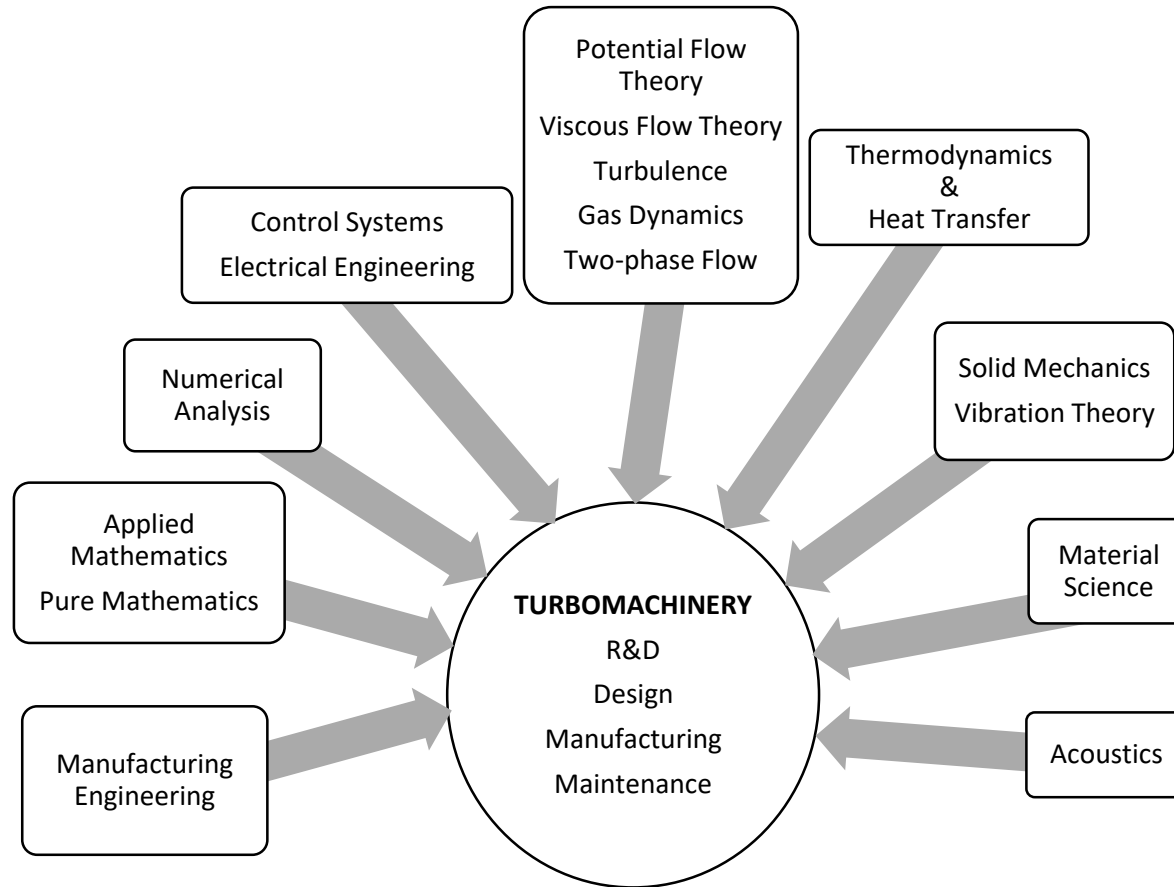 Potential Flow
Theory
Viscous Flow Theory
Turbulence
Gas Dynamics
Two-phase Flow
Thermodynamics
&
Heat Transfer
Control Systems
Electrical Engineering
Numerical
Analysis
Solid Mechanics
Vibration Theory
Applied
Mathematics
Pure Mathematics
Material
Science
TURBOMACHINERY
R&D
Design
Manufacturing
Maintenance
Manufacturing
Engineering
Acoustics